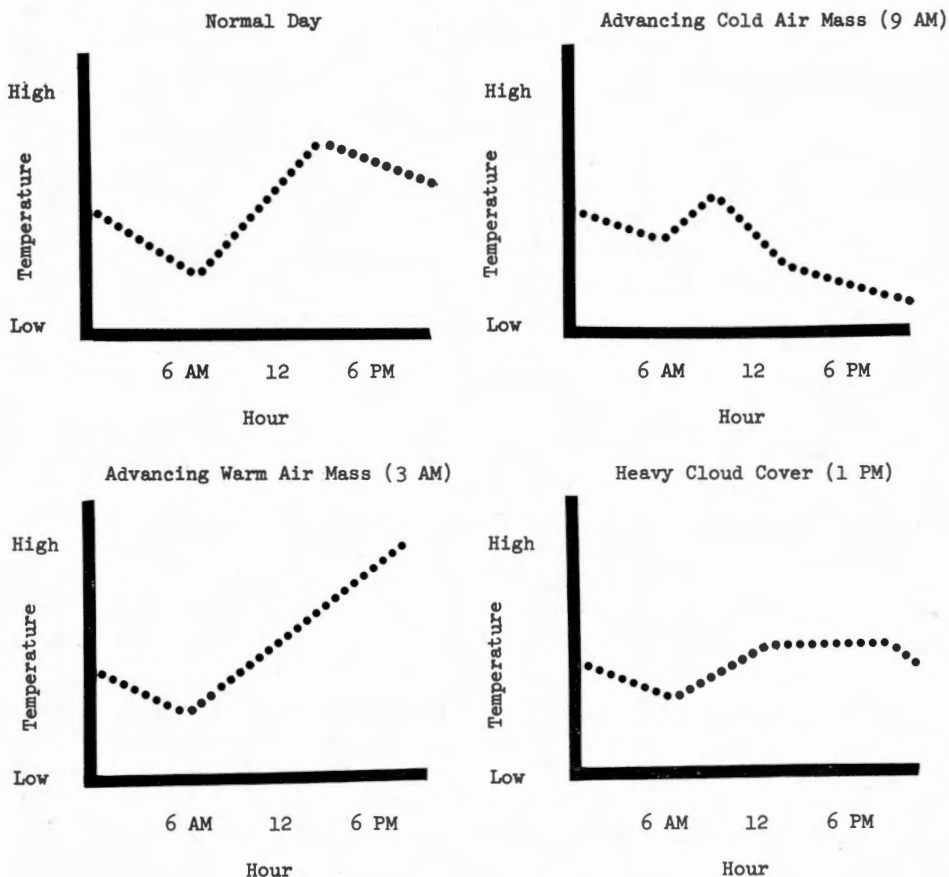 Normal Day
High
Temperature
Low
6 AM 12 6 PM
Hour
Advancing Cold Air Mass (9 AM)
High
Temperature
Low
6 AM 12 6 PM
Hour
Advancing Warm Air Mass (3 AM)
High
Temperature
Low
6 AM 12 6 PM
Hour
Heavy Cloud Cover (1 PM)
High
Temperature
Low
6 AM 12 6 PM
Hour